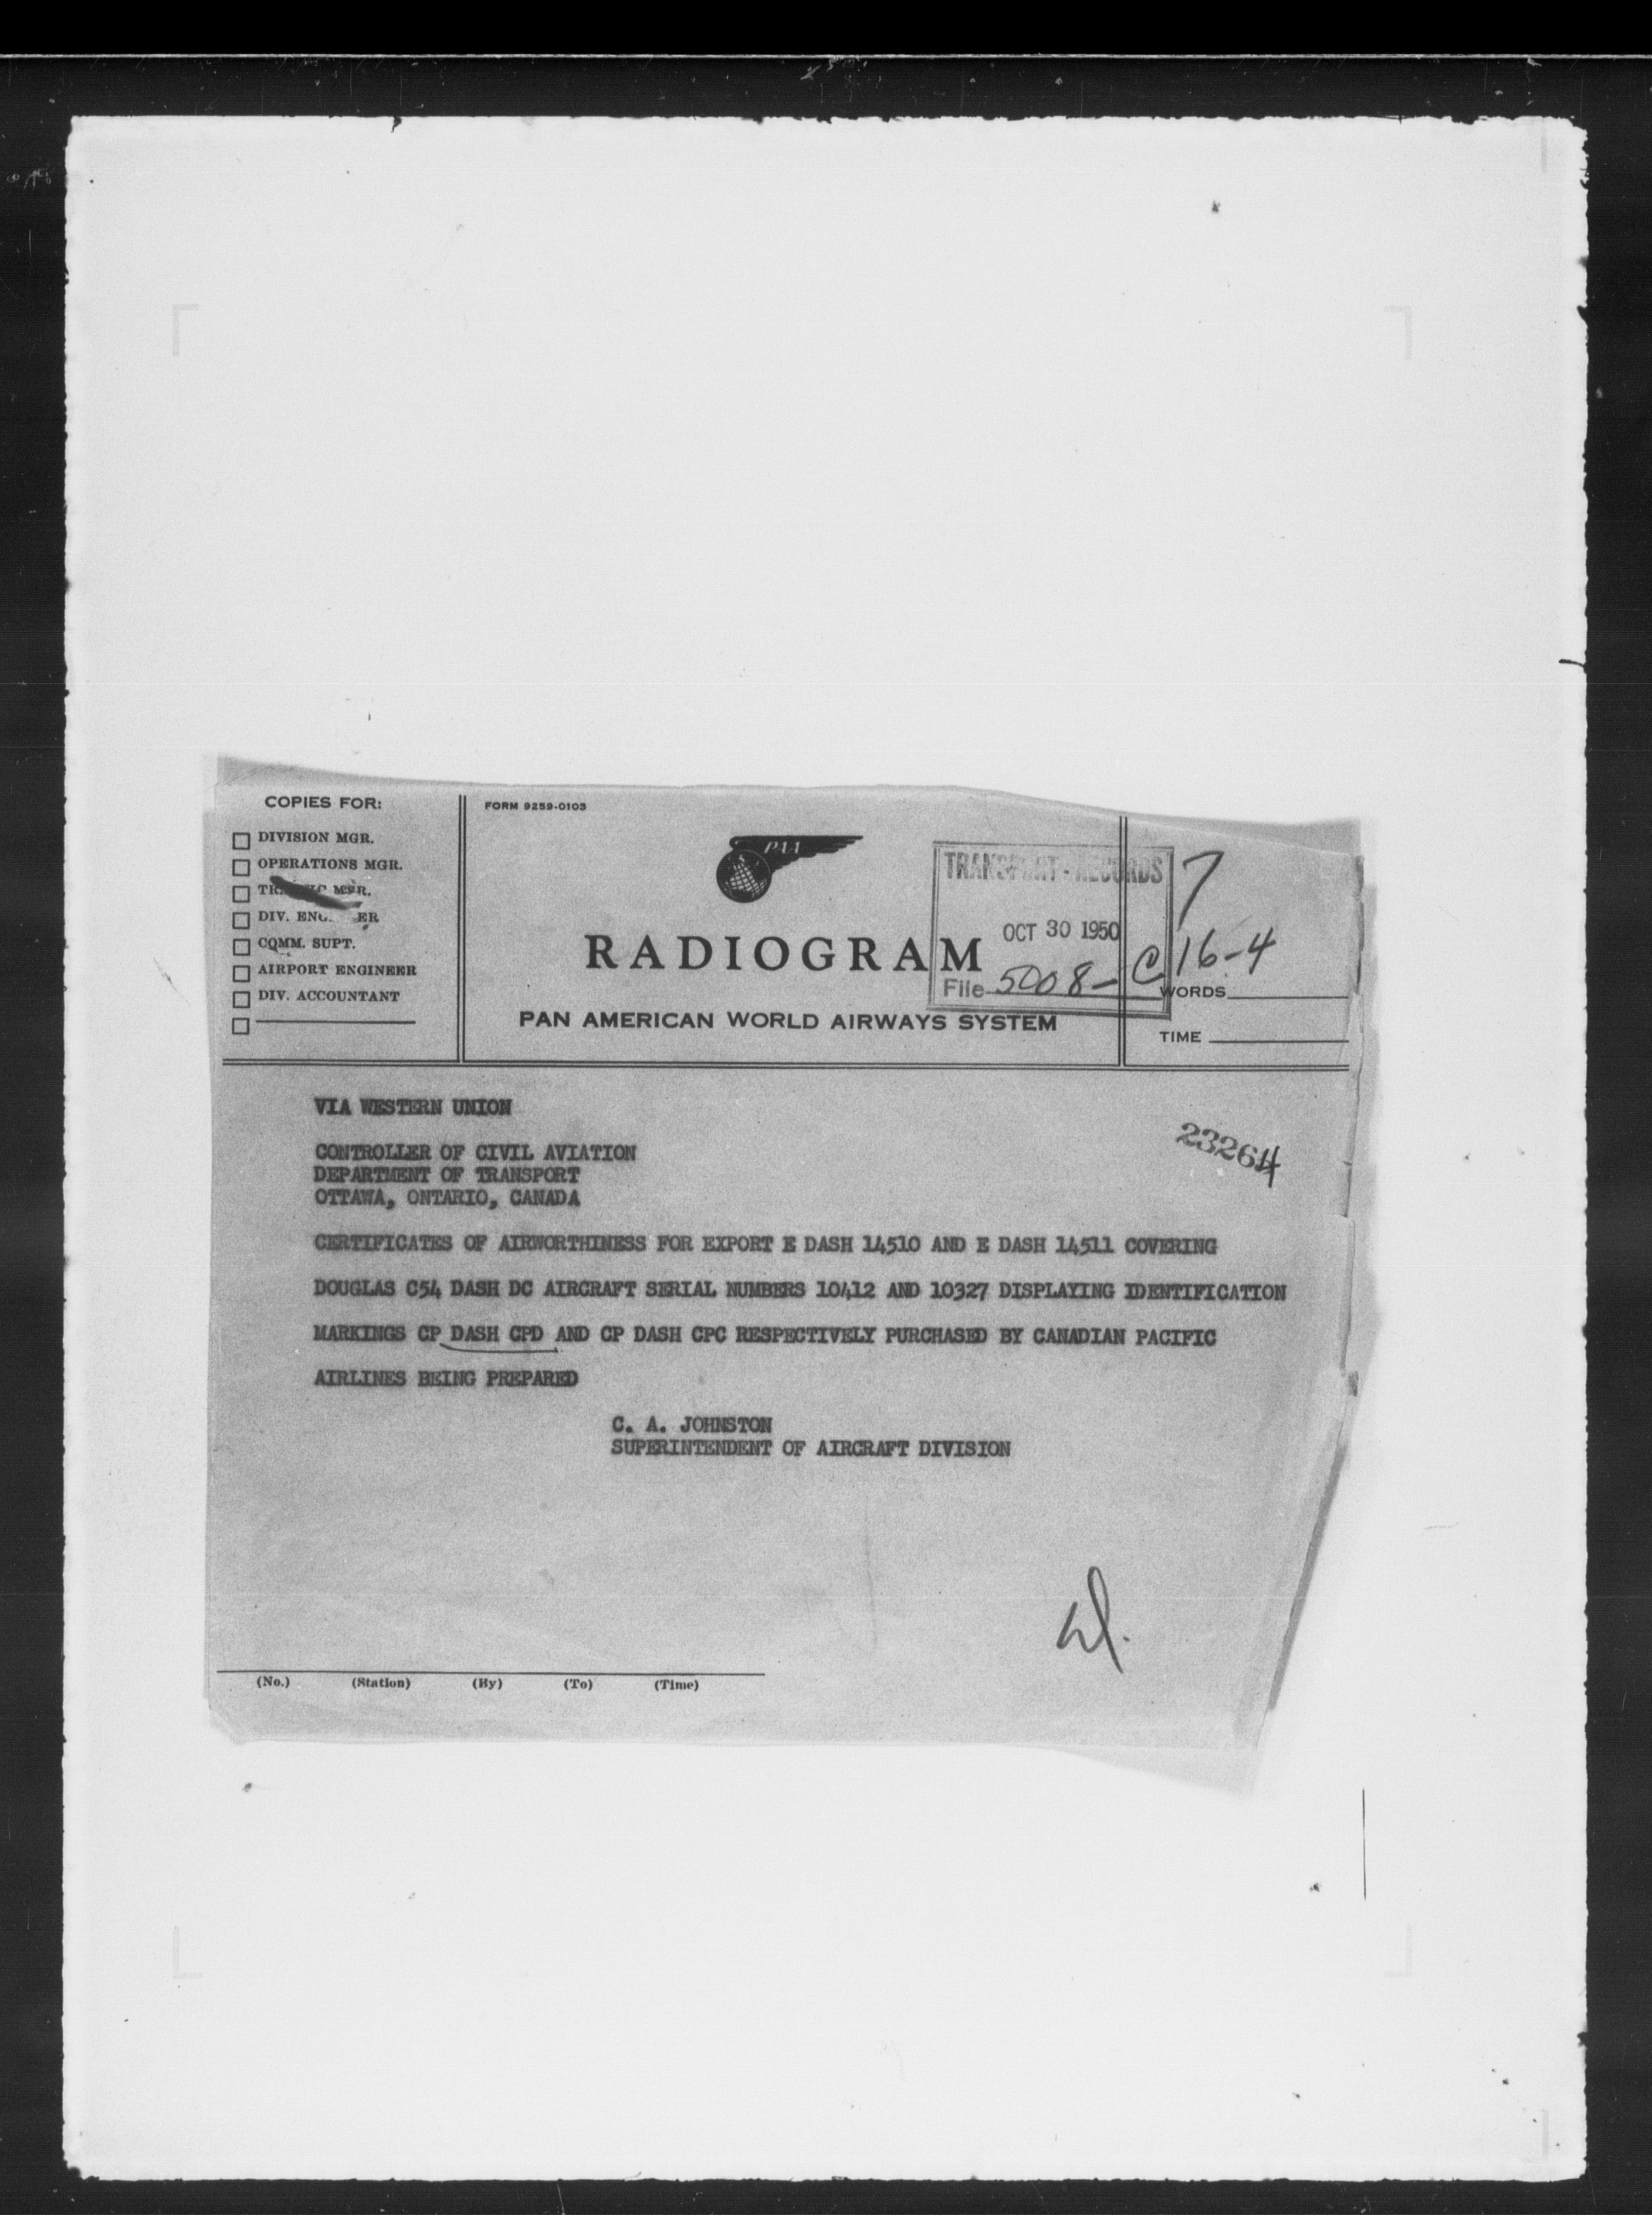 COPIES FOR:
DIVISION MGR.
OPERATIONS MGR.
MGR.
DIV.
COMM. SUPT.
AIRPORT ENGINEER
DIV. ACCOUNTANT
FORM 9259-0103
PAA
RADIOGRAM
PAN AMERICAN WORLD AIRWAYS SYSTEM
TRANSPORT - RECORDS
OCT 30 1950
File 5008-C16-4
7
WORDS
TIME
VIA WESTERN UNION
23264
CONTROLLER OF CIVIL AVIATION
DEPARTMENT OF TRANSPORT
OTTAWA, ONTARIO, CANADA
CERTIFICATES OF AIRWORTHINESS FOR EXPORT E DASH 14510 AND E DASH 14511 COVERING
DOUGLAS C54 DASH DC AIRCRAFT SERIAL NUMBERS 10412 AND 10327 DISPLAYING IDENTIFICATION
MARKINGS CP DASH CPD AND CP DASH CPC RESPECTIVELY PURCHASED BY CANADIAN PACIFIC
AIRLINES BEING PREPARED
C. A. JOHNSTON
SUPERINTENDENT OF AIRCRAFT DIVISION
(No.) (Station) (By) (To) (Time)